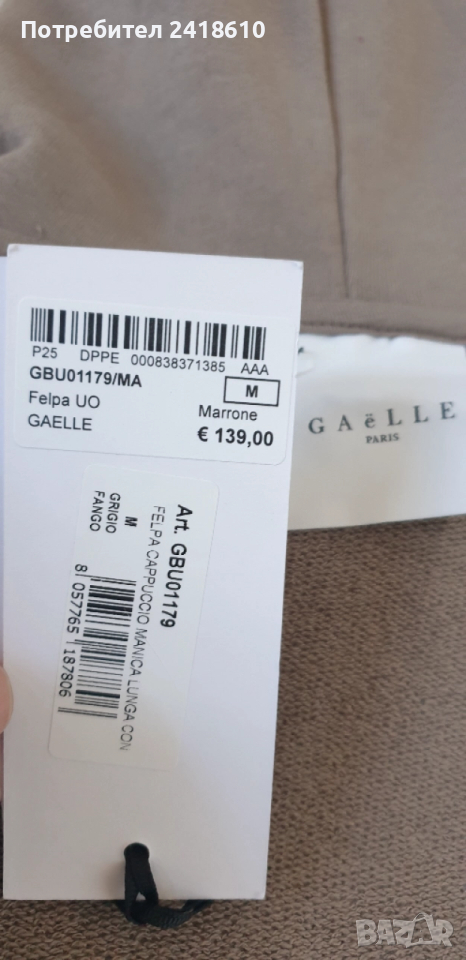 Потребител 2418610
P25 DPPE 000838371385 AAA
GBU01179/MA
M
Felpa UO
Marrone
GAELLE
€ 139,00
GAëLLE
PARIS
Art. GBU01179
FELPA CAPPUCCIO MANICA LUNGA CON
M
GRIGIO
FANGO
8 057765 187806
bazar